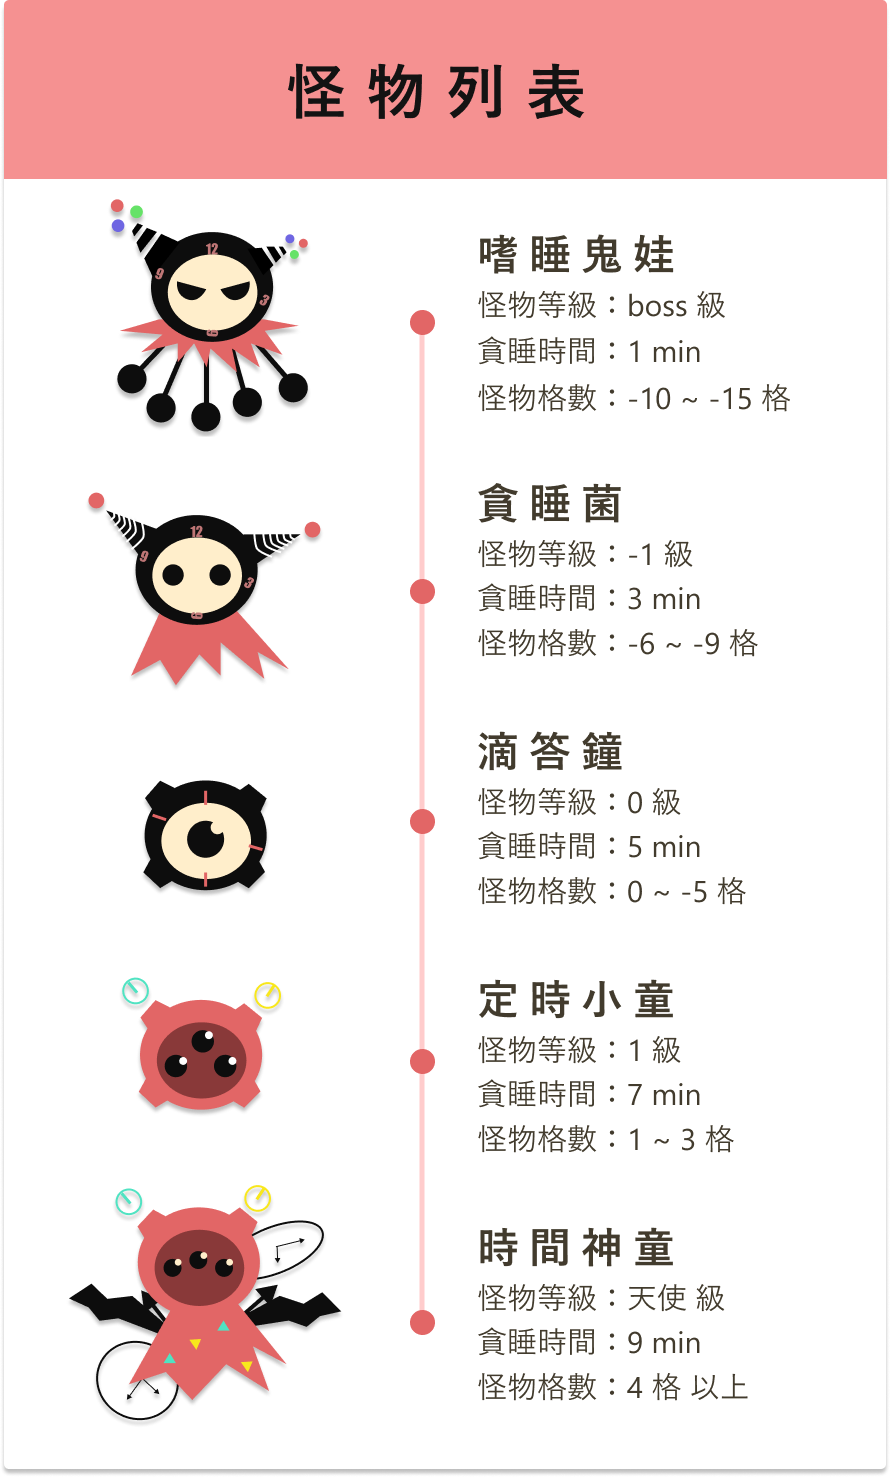 怪物列表
12
9
3
嗜睡鬼娃
怪物等級：boss 級
貪睡時間：1 min
怪物格數：-10 ~ -15 格
12
9
3
貪睡菌
怪物等級：-1 級
貪睡時間：3 min
怪物格數：-6 ~ -9 格
滴答鐘
怪物等級：0 級
貪睡時間：5 min
怪物格數：0 ~ -5 格
定時小童
怪物等級：1 級
貪睡時間：7 min
怪物格數：1 ~ 3 格
時間神童
怪物等級：天使 級
貪睡時間：9 min
怪物格數：4 格 以上